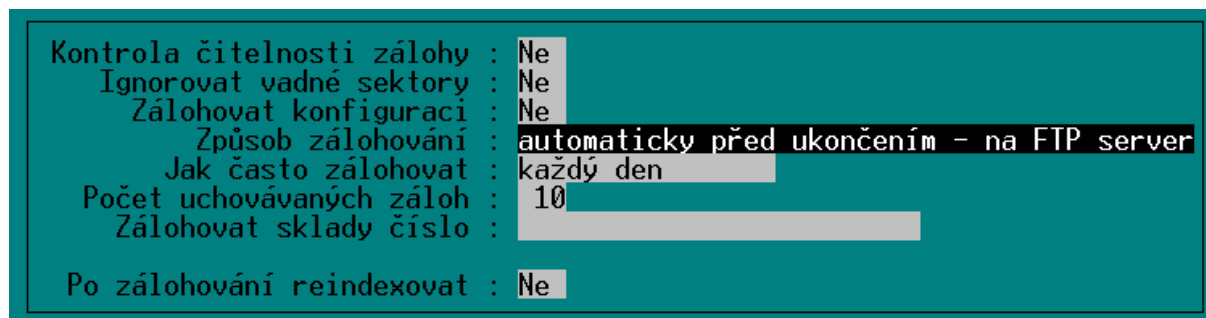 Kontrola čitelnosti zálohy : Ne
Ignorovat vadné sektory : Ne
Zálohovat konfiguraci : Ne
Způsob zálohování : automaticky před ukončením - na FTP server
Jak často zálohovat : každý den
Počet uchovávaných záloh : 10
Zálohovat sklady číslo :
Po zálohování reindexovat : Ne